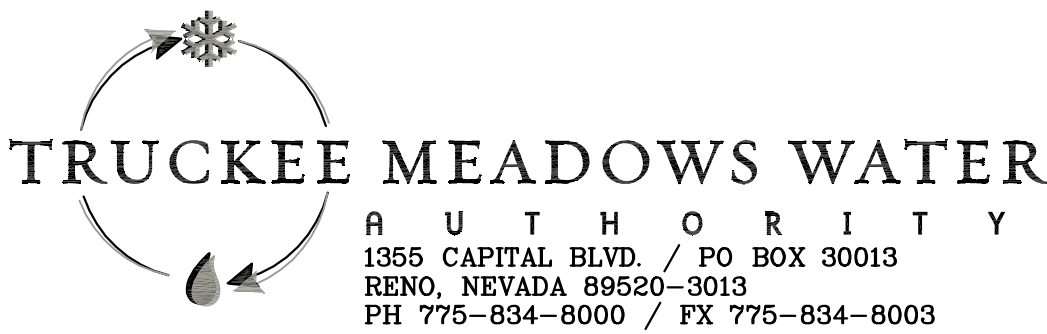 TRUCKEE MEADOWS WATER
AUTHORITY
1355 CAPITAL BLVD. / PO BOX 30013
RENO, NEVADA 89520-3013
PH 775-834-8000 / FX 775-834-8003